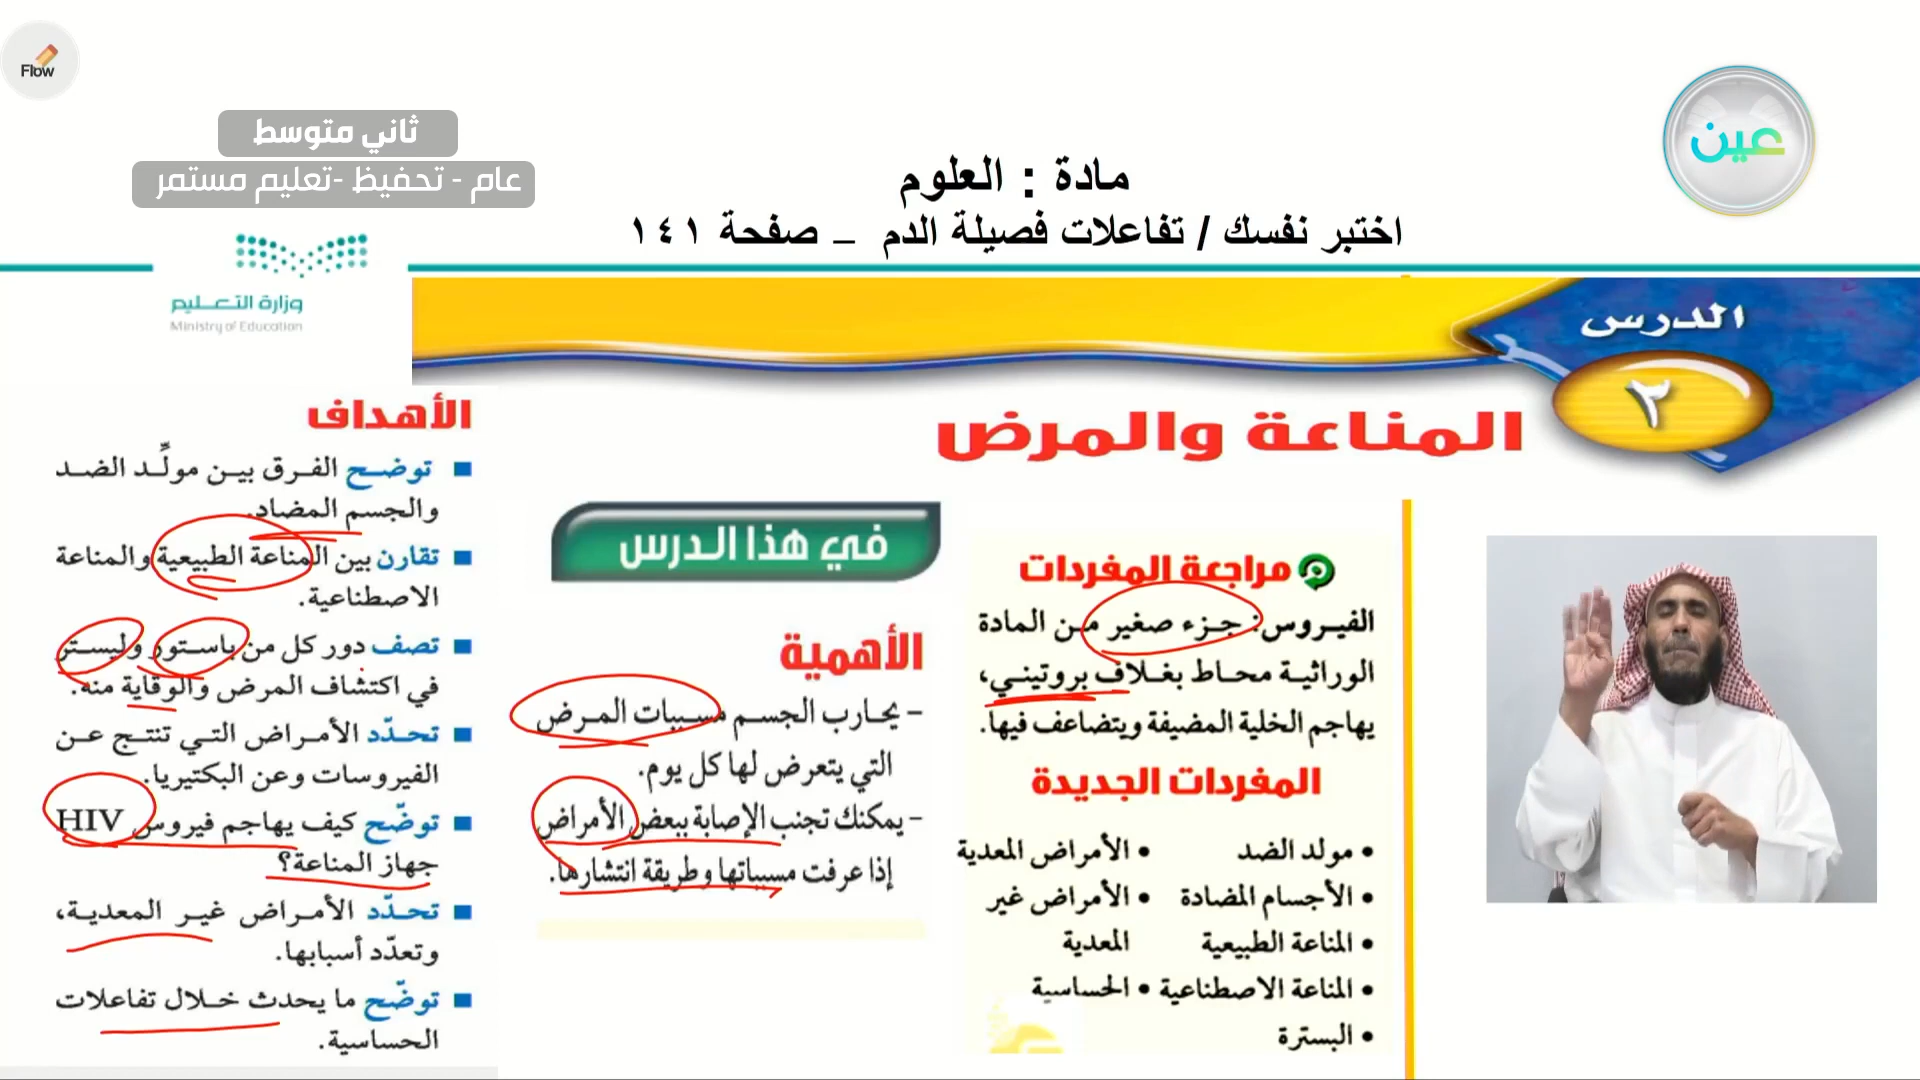 Flow
عين
ثاني متوسط
عام - تحفيظ -تعليم مستمر
مادة : العلوم
اختبر نفسك / تفاعلات فصيلة الدم - صفحة ١٤١
وزارة التعليم
Ministry of Education
الدرس
٢
المناعة والمرض
مراجعة المفردات
الفيروس: جزء صغير من المادة
الوراثية محاط بغلاف بروتيني،
يهاجم الخلية المضيفة ويتضاعف فيها.
المفردات الجديدة
• مولد الضد
• الأجسام المضادة
• المناعة الطبيعية
• المناعة الاصطناعية
• البسترة
• الأمراض المعدية
• الأمراض غير
المعدية
• الحساسية
في هذا الدرس
الأهمية
- يحارب الجسم مسببات المرض
التي يتعرض لها كل يوم.
- يمكنك تجنب الإصابة ببعض الأمراض
إذا عرفت مسبباتها وطريقة انتشارها.
الأهداف
■ توضح الفرق بين مولِّد الضد
والجسم المضاد.
■ تقارن بين المناعة الطبيعية والمناعة
الاصطناعية.
■ تصف دور كل من باستور وليستر
في اكتشاف المرض والوقاية منه.
■ تحدّد الأمراض التي تنتج عن
الفيروسات وعن البكتيريا.
■ توضّح كيف يهاجم فيروس HIV
جهاز المناعة؟
■ تحدّد الأمراض غير المعدية،
وتعدّد أسبابها.
■ توضّح ما يحدث خلال تفاعلات
الحساسية.